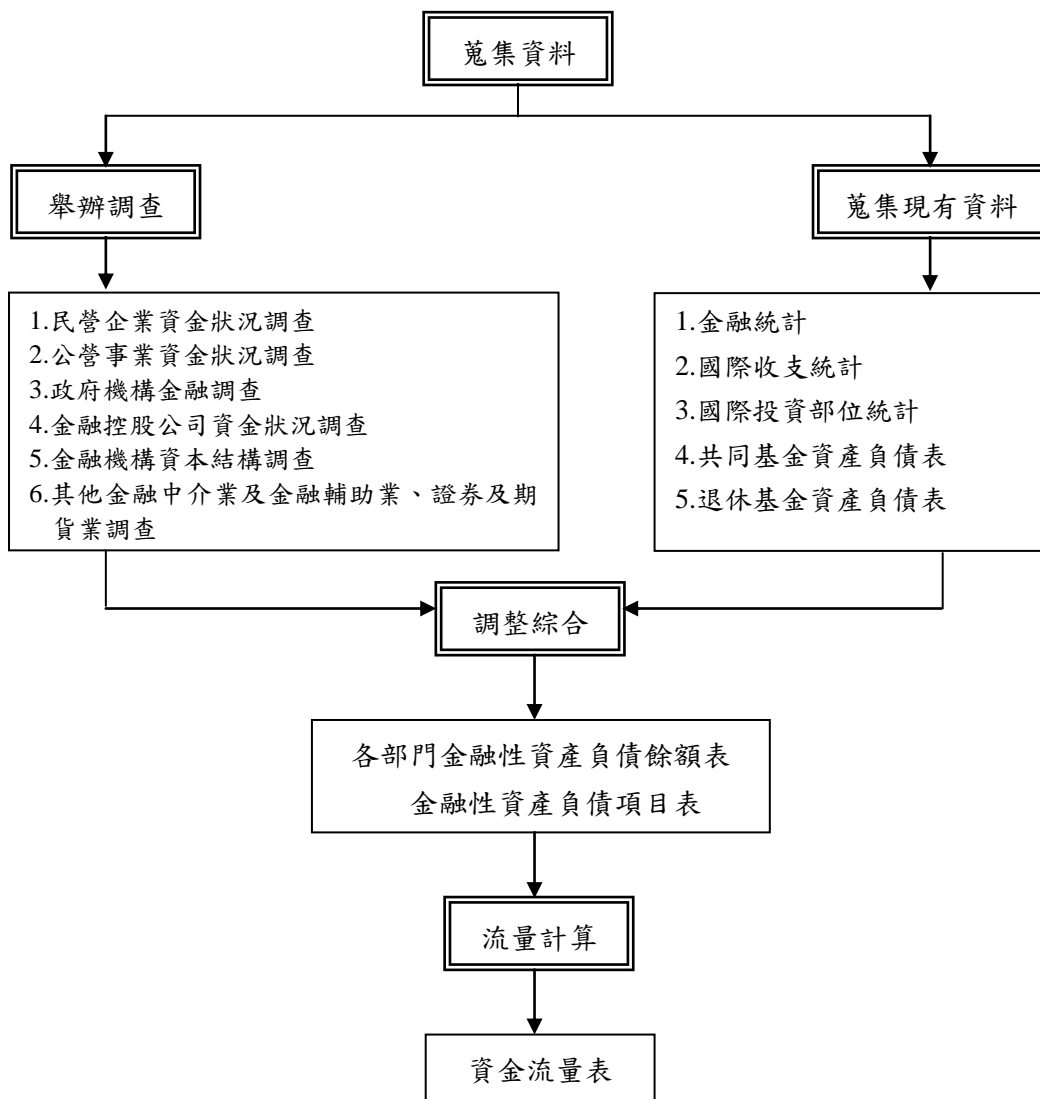 蒐集資料
舉辦調查
蒐集現有資料
1.民營企業資金狀況調查
2.公營事業資金狀況調查
3.政府機構金融調查
4.金融控股公司資金狀況調查
5.金融機構資本結構調查
6.其他金融中介業及金融輔助業、證券及期
貨業調查
1.金融統計
2.國際收支統計
3.國際投資部位統計
4.共同基金資產負債表
5.退休基金資產負債表
調整綜合
各部門金融性資產負債餘額表
金融性資產負債項目表
流量計算
資金流量表